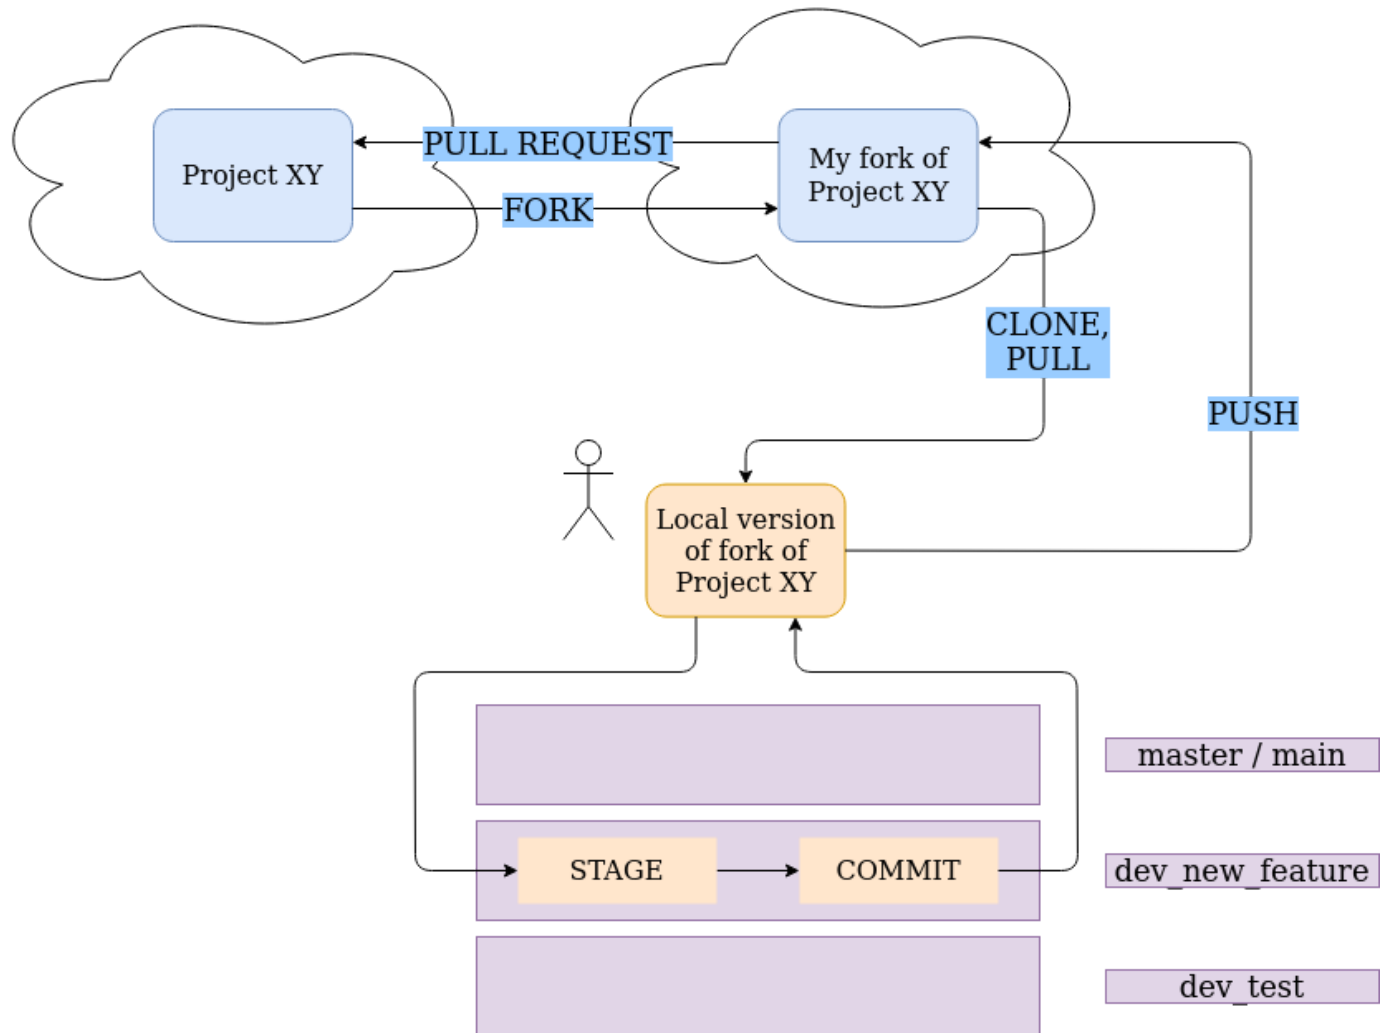 PULL REQUEST
Project XY
My fork of
Project XY
FORK
CLONE,
PULL
PUSH
Local version
of fork of
Project XY
master / main
STAGE
COMMIT
dev_new_feature
dev_test